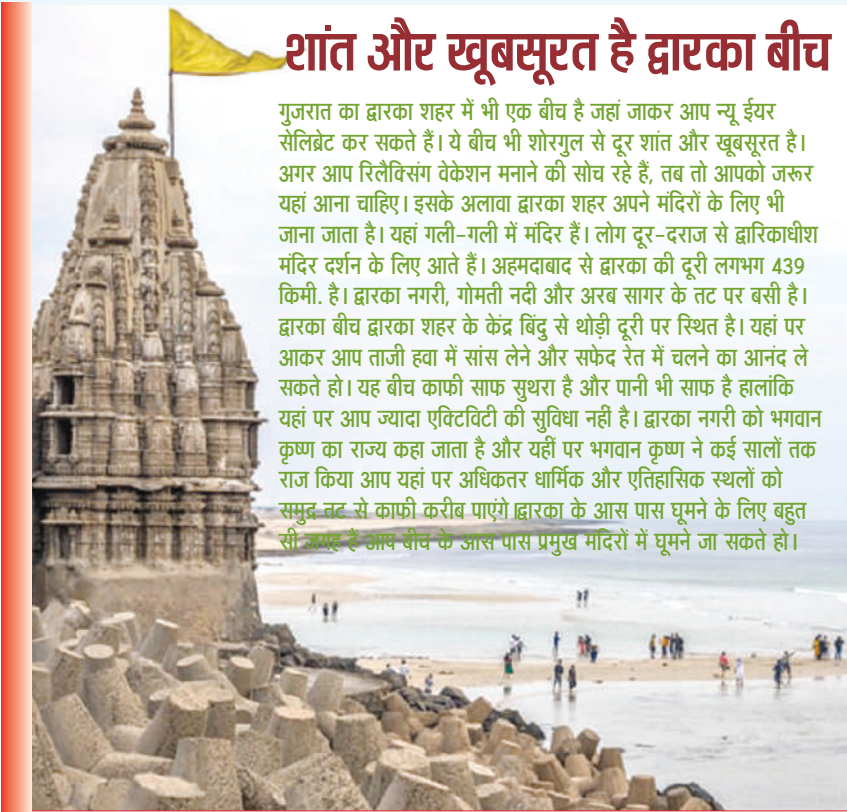 शांत और खूबसूरत है द्वारका बीच
गुजरात का द्वारका शहर में भी एक बीच है जहां जाकर आप न्यू ईयर
सेलिब्रेट कर सकते हैं। ये बीच भी शोरगुल से दूर शांत और खूबसूरत है।
अगर आप रिलैक्सिंग वेकेशन मनाने की सोच रहे हैं, तब तो आपको जरूर
यहां आना चाहिए। इसके अलावा द्वारका शहर अपने मंदिरों के लिए भी
जाना जाता है। यहां गली-गली में मंदिर हैं। लोग दूर-दराज से द्वारिकाधीश
मंदिर दर्शन के लिए आते हैं। अहमदाबाद से द्वारका की दूरी लगभग 439
किमी. है। द्वारका नगरी, गोमती नदी और अरब सागर के तट पर बसी है।
द्वारका बीच द्वारका शहर के केंद्र बिंदु से थोड़ी दूरी पर स्थित है। यहां पर
आकर आप ताजी हवा में सांस लेने और सफेद रेत में चलने का आनंद ले
सकते हो। यह बीच काफी साफ सुथरा है और पानी भी साफ है हालांकि
यहां पर आप ज्यादा एक्टिविटी की सुविधा नहीं है। द्वारका नगरी को भगवान
कृष्ण का राज्य कहा जाता है और यहीं पर भगवान कृष्ण ने कई सालों तक
राज किया आप यहां पर अधिकतर धार्मिक और एतिहासिक स्थलों को
समुद्र तट से काफी करीब पाएंगे।द्वारका के आस पास घूमने के लिए बहुत
सी जगह हैं आप बीच के आस पास प्रमुख मंदिरों में घूमने जा सकते हो।